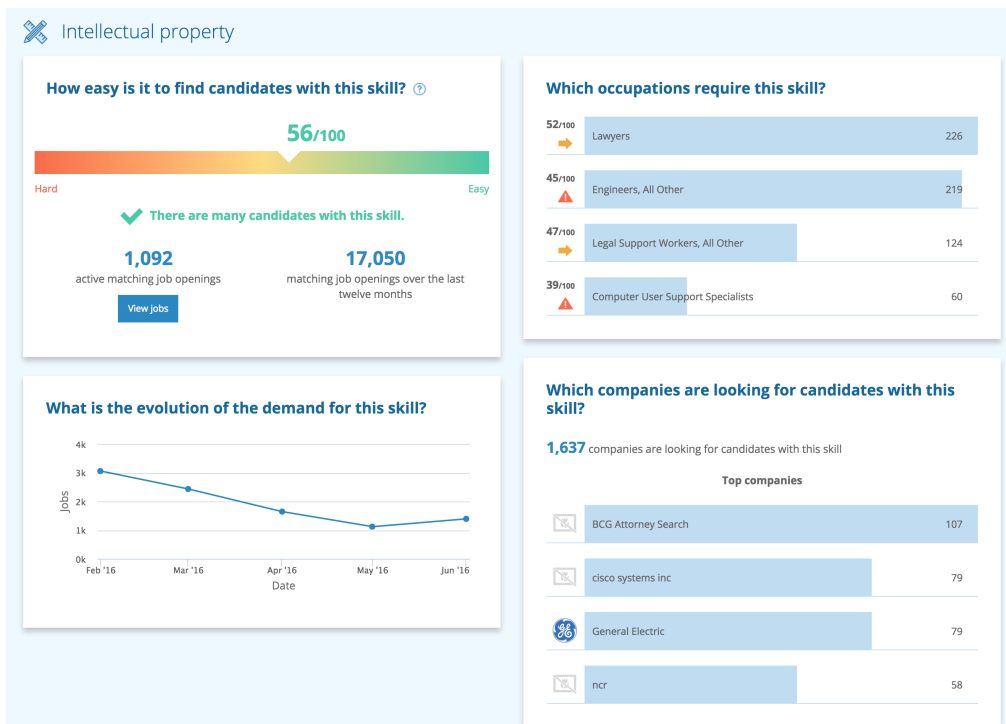 Intellectual property
How easy is it to find candidates with this skill? ?
56/100
Hard
Easy
There are many candidates with this skill.
1,092
active matching job openings
View jobs
17,050
matching job openings over the last
twelve months
What is the evolution of the demand for this skill?
4k
3k
2k
1k
0k
Jobs
Feb '16
Mar '16
Apr '16
May '16
Jun '16
Date
Which occupations require this skill?
52/100
Lawyers
226
45/100
Engineers, All Other
219
47/100
Legal Support Workers, All Other
124
39/100
Computer User Support Specialists
60
Which companies are looking for candidates with this
skill?
1,637 companies are looking for candidates with this skill
Top companies
BCG Attorney Search
107
cisco systems inc
79
General Electric
79
ncr
58